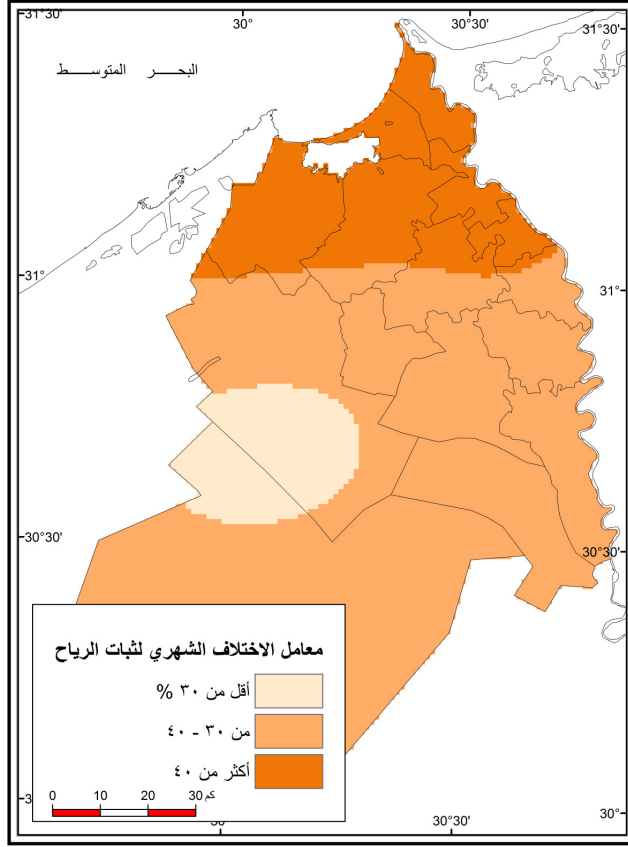 31°30'
30°
30°30'
31°30'
البحـــر المتوســـط
31°
31°
30°30'
30°30'
معامل الاختلاف الشهري لثبات الرياح
أقل من ٣٠ %
من ٣٠ - ٤٠
أكثر من ٤٠
0 10 20 30 كم
30°
30°
30°30'